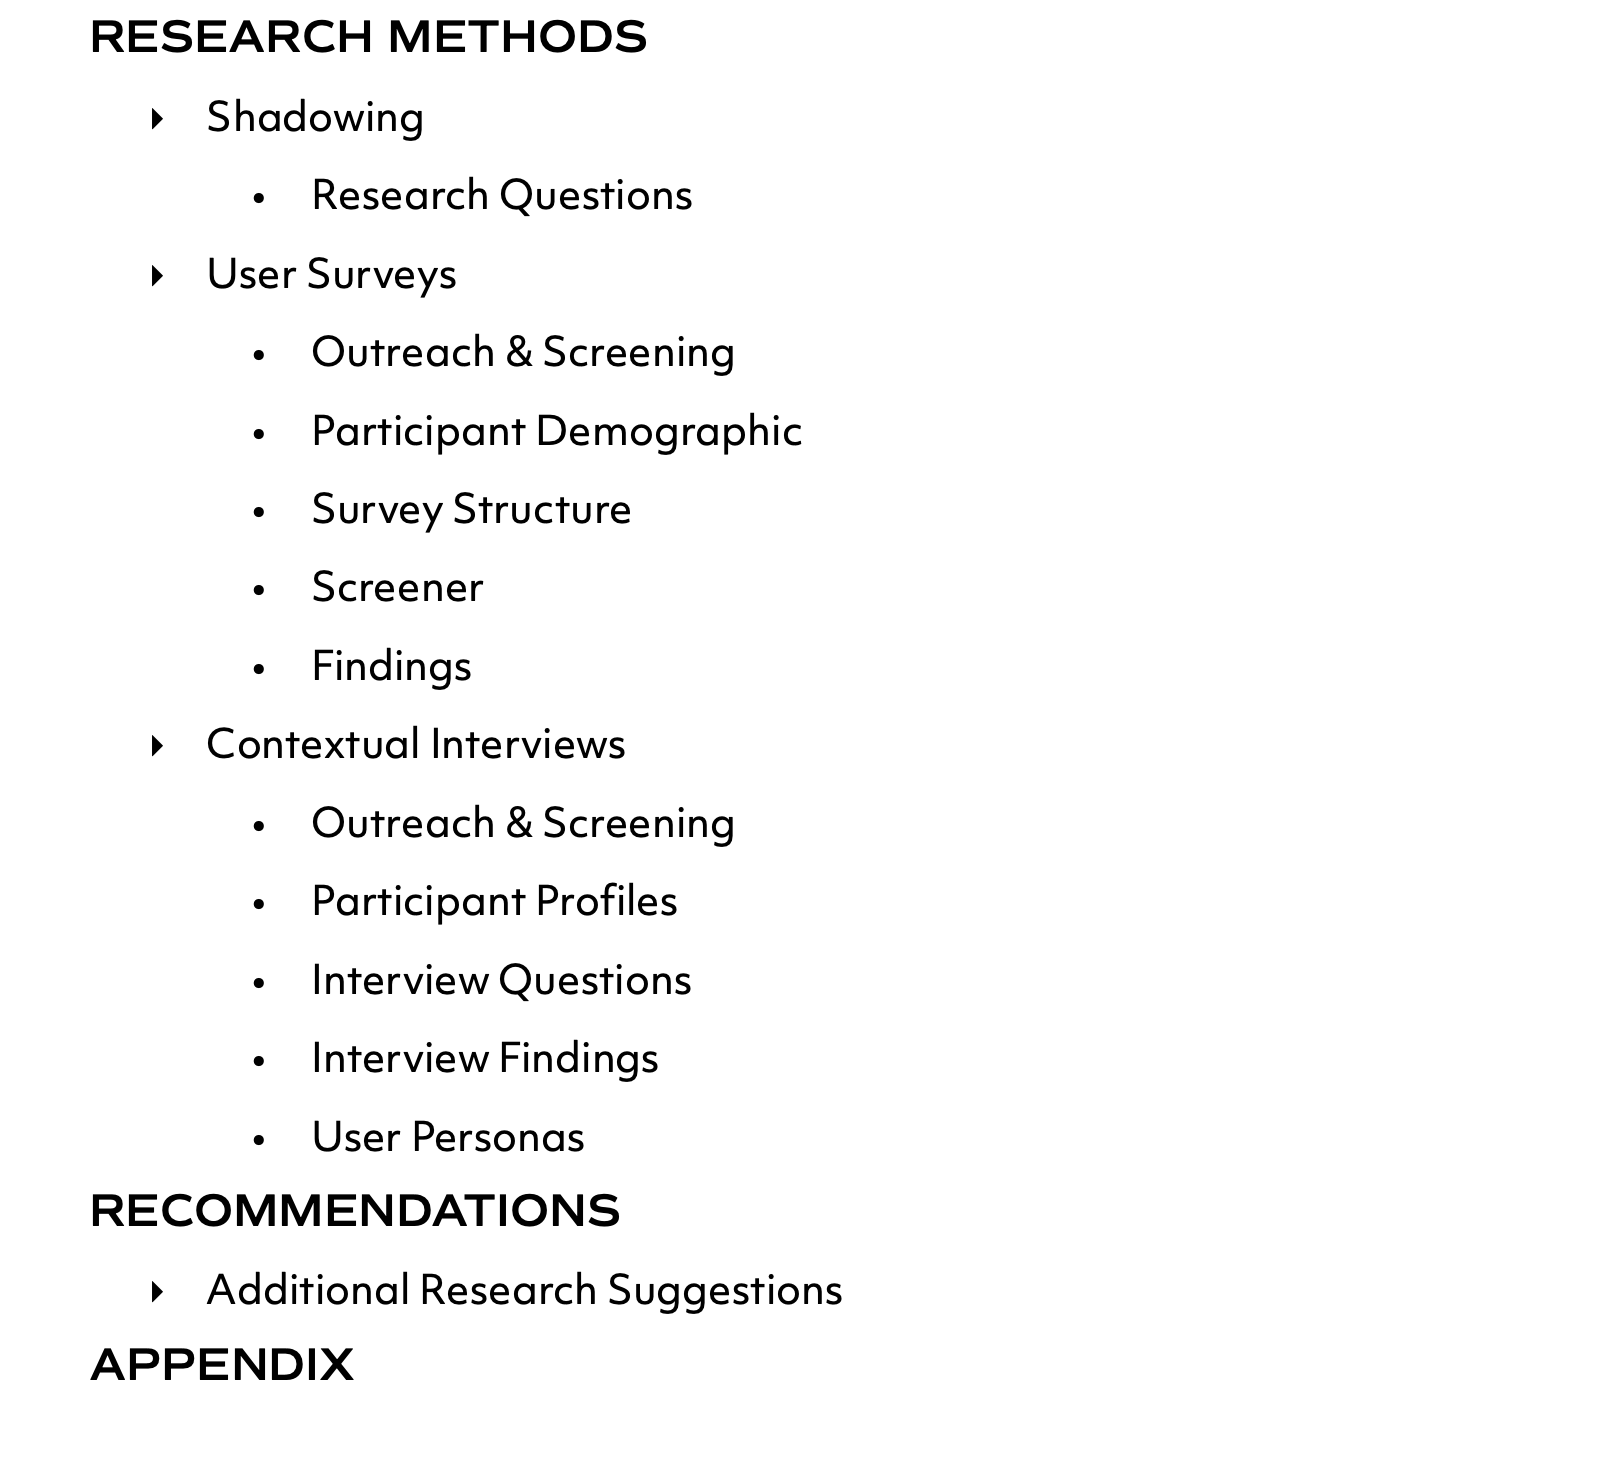 RESEARCH METHODS
Shadowing
Research Questions
User Surveys
Outreach & Screening
Participant Demographic
Survey Structure
Screener
Findings
Contextual Interviews
Outreach & Screening
Participant Profiles
Interview Questions
Interview Findings
User Personas
RECOMMENDATIONS
Additional Research Suggestions
APPENDIX